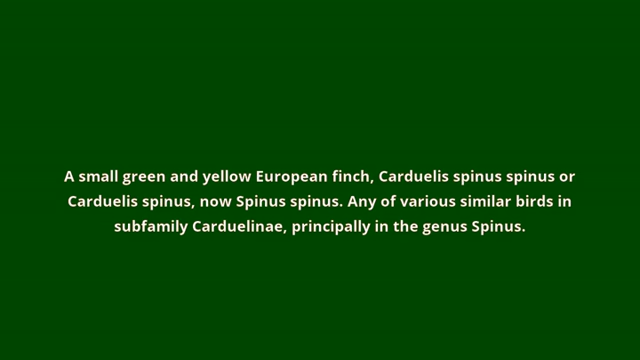 A small green and yellow European finch, Carduelis spinus spinus or
Carduelis spinus, now Spinus spinus. Any of various similar birds in
subfamily Carduelinae, principally in the genus Spinus.